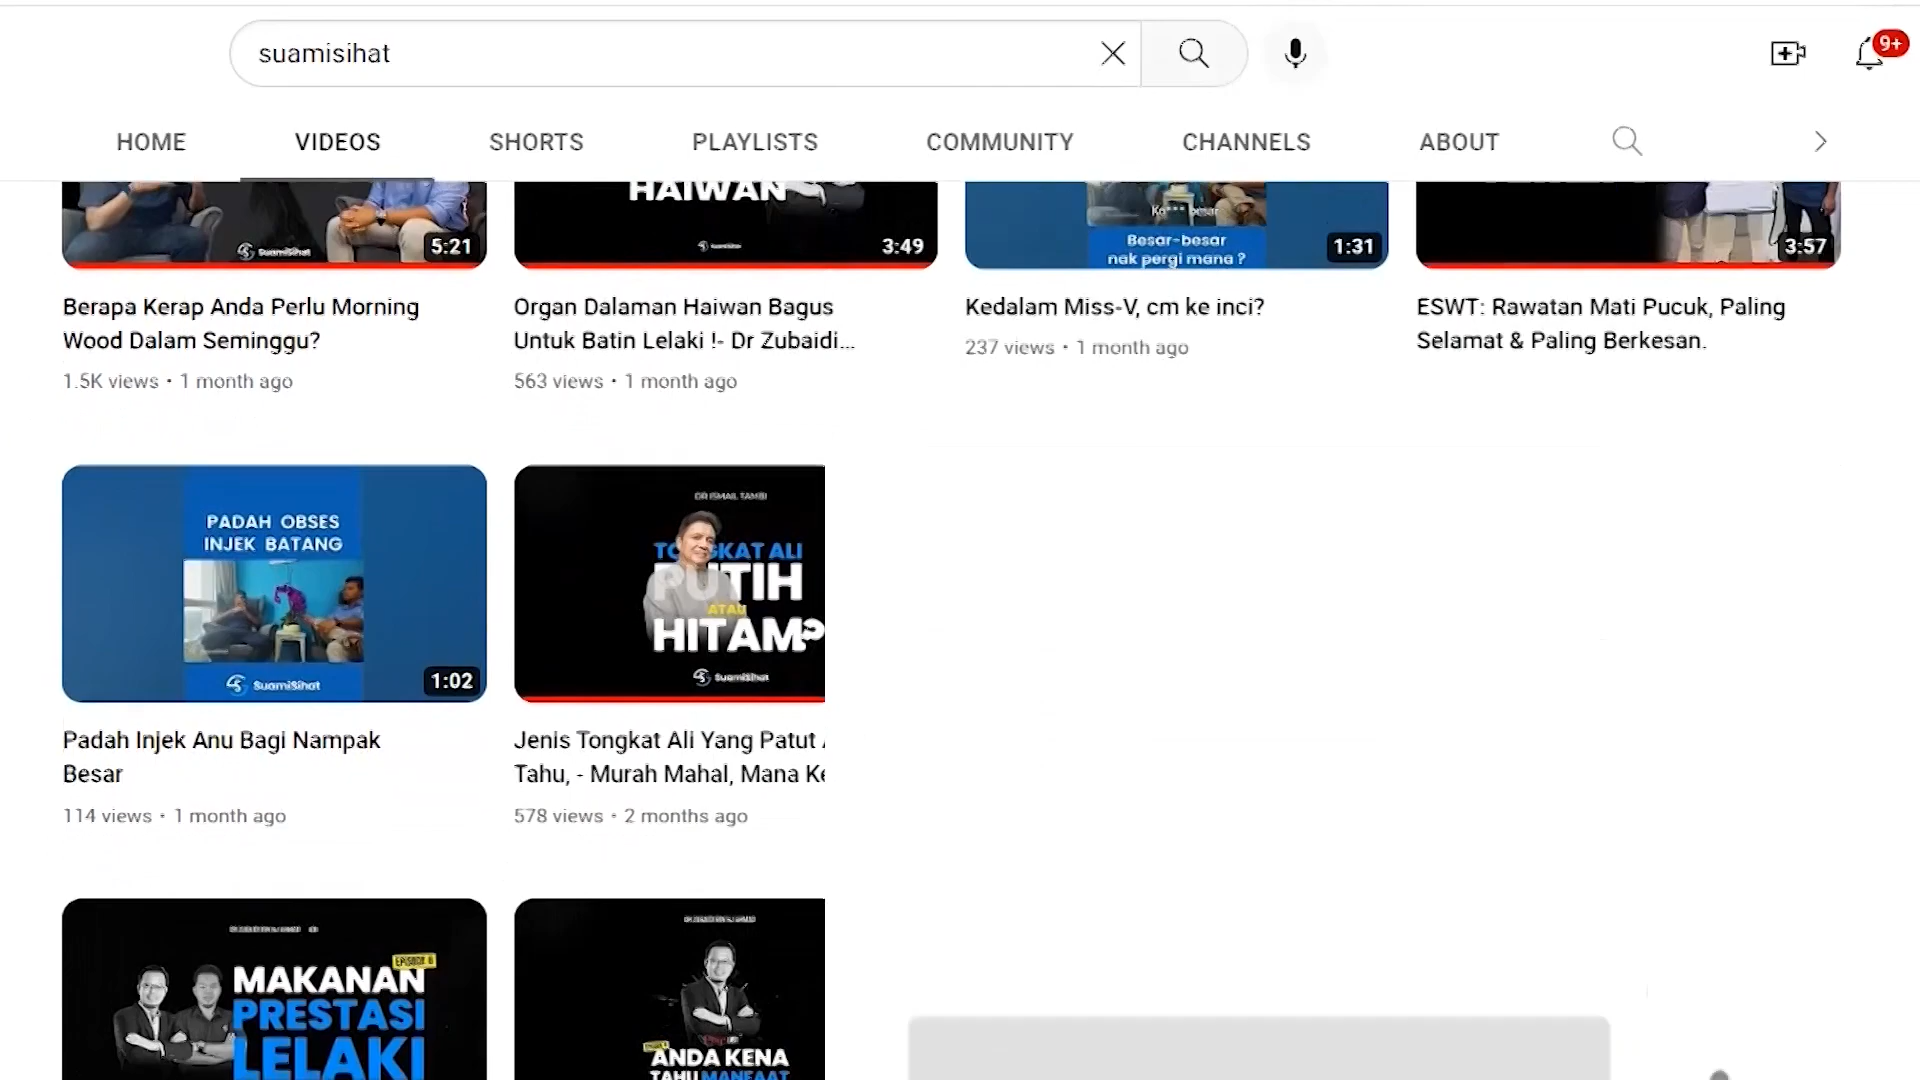 suamisihat
9+
HOME VIDEOS SHORTS PLAYLISTS COMMUNITY CHANNELS ABOUT
SuamiSihat
5:21
HAIWAN
SuamiSihat
3:49
Ko*** besar
Besar-besar
nak pergi mana ?
1:31
3:57
Berapa Kerap Anda Perlu Morning
Wood Dalam Seminggu?
1.5K views • 1 month ago
Organ Dalaman Haiwan Bagus
Untuk Batin Lelaki !- Dr Zubaidi...
563 views • 1 month ago
Kedalam Miss-V, cm ke inci?
237 views • 1 month ago
ESWT: Rawatan Mati Pucuk, Paling
Selamat & Paling Berkesan.
PADAH OBSES
INJEK BATANG
SuamiSihat
1:02
DR ISMAIL TAMBI
TONGKAT ALI
PUTIH
ATAU
HITAM?
SuamiSihat
Padah Injek Anu Bagi Nampak
Besar
114 views • 1 month ago
Jenis Tongkat Ali Yang Patut
Tahu, - Murah Mahal, Mana Ke
578 views • 2 months ago
EPISOD 6
MAKANAN
PRESTASI
LELAKI
ANDA KENA
TAHU MANFAAT